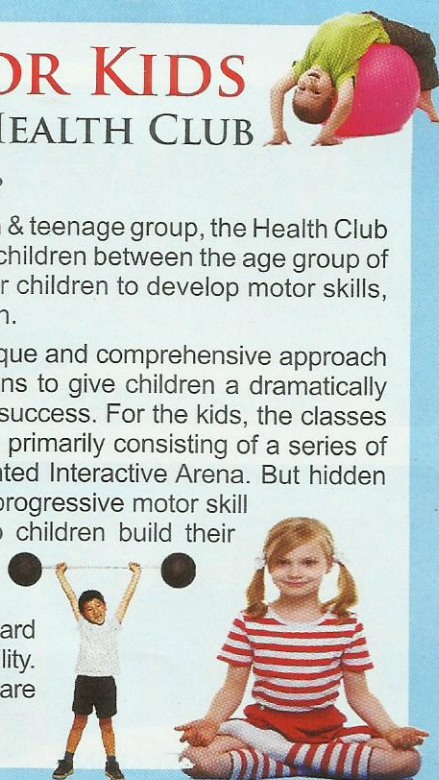 OR KIDS
HEALTH CLUB
& teenage group, the Health Club
children between the age group of
children to develop motor skills,
que and comprehensive approach
ns to give children a dramatically
success. For the kids, the classes
primarily consisting of a series of
ted Interactive Arena. But hidden
progressive motor skill
children build their
ard
lity.
are